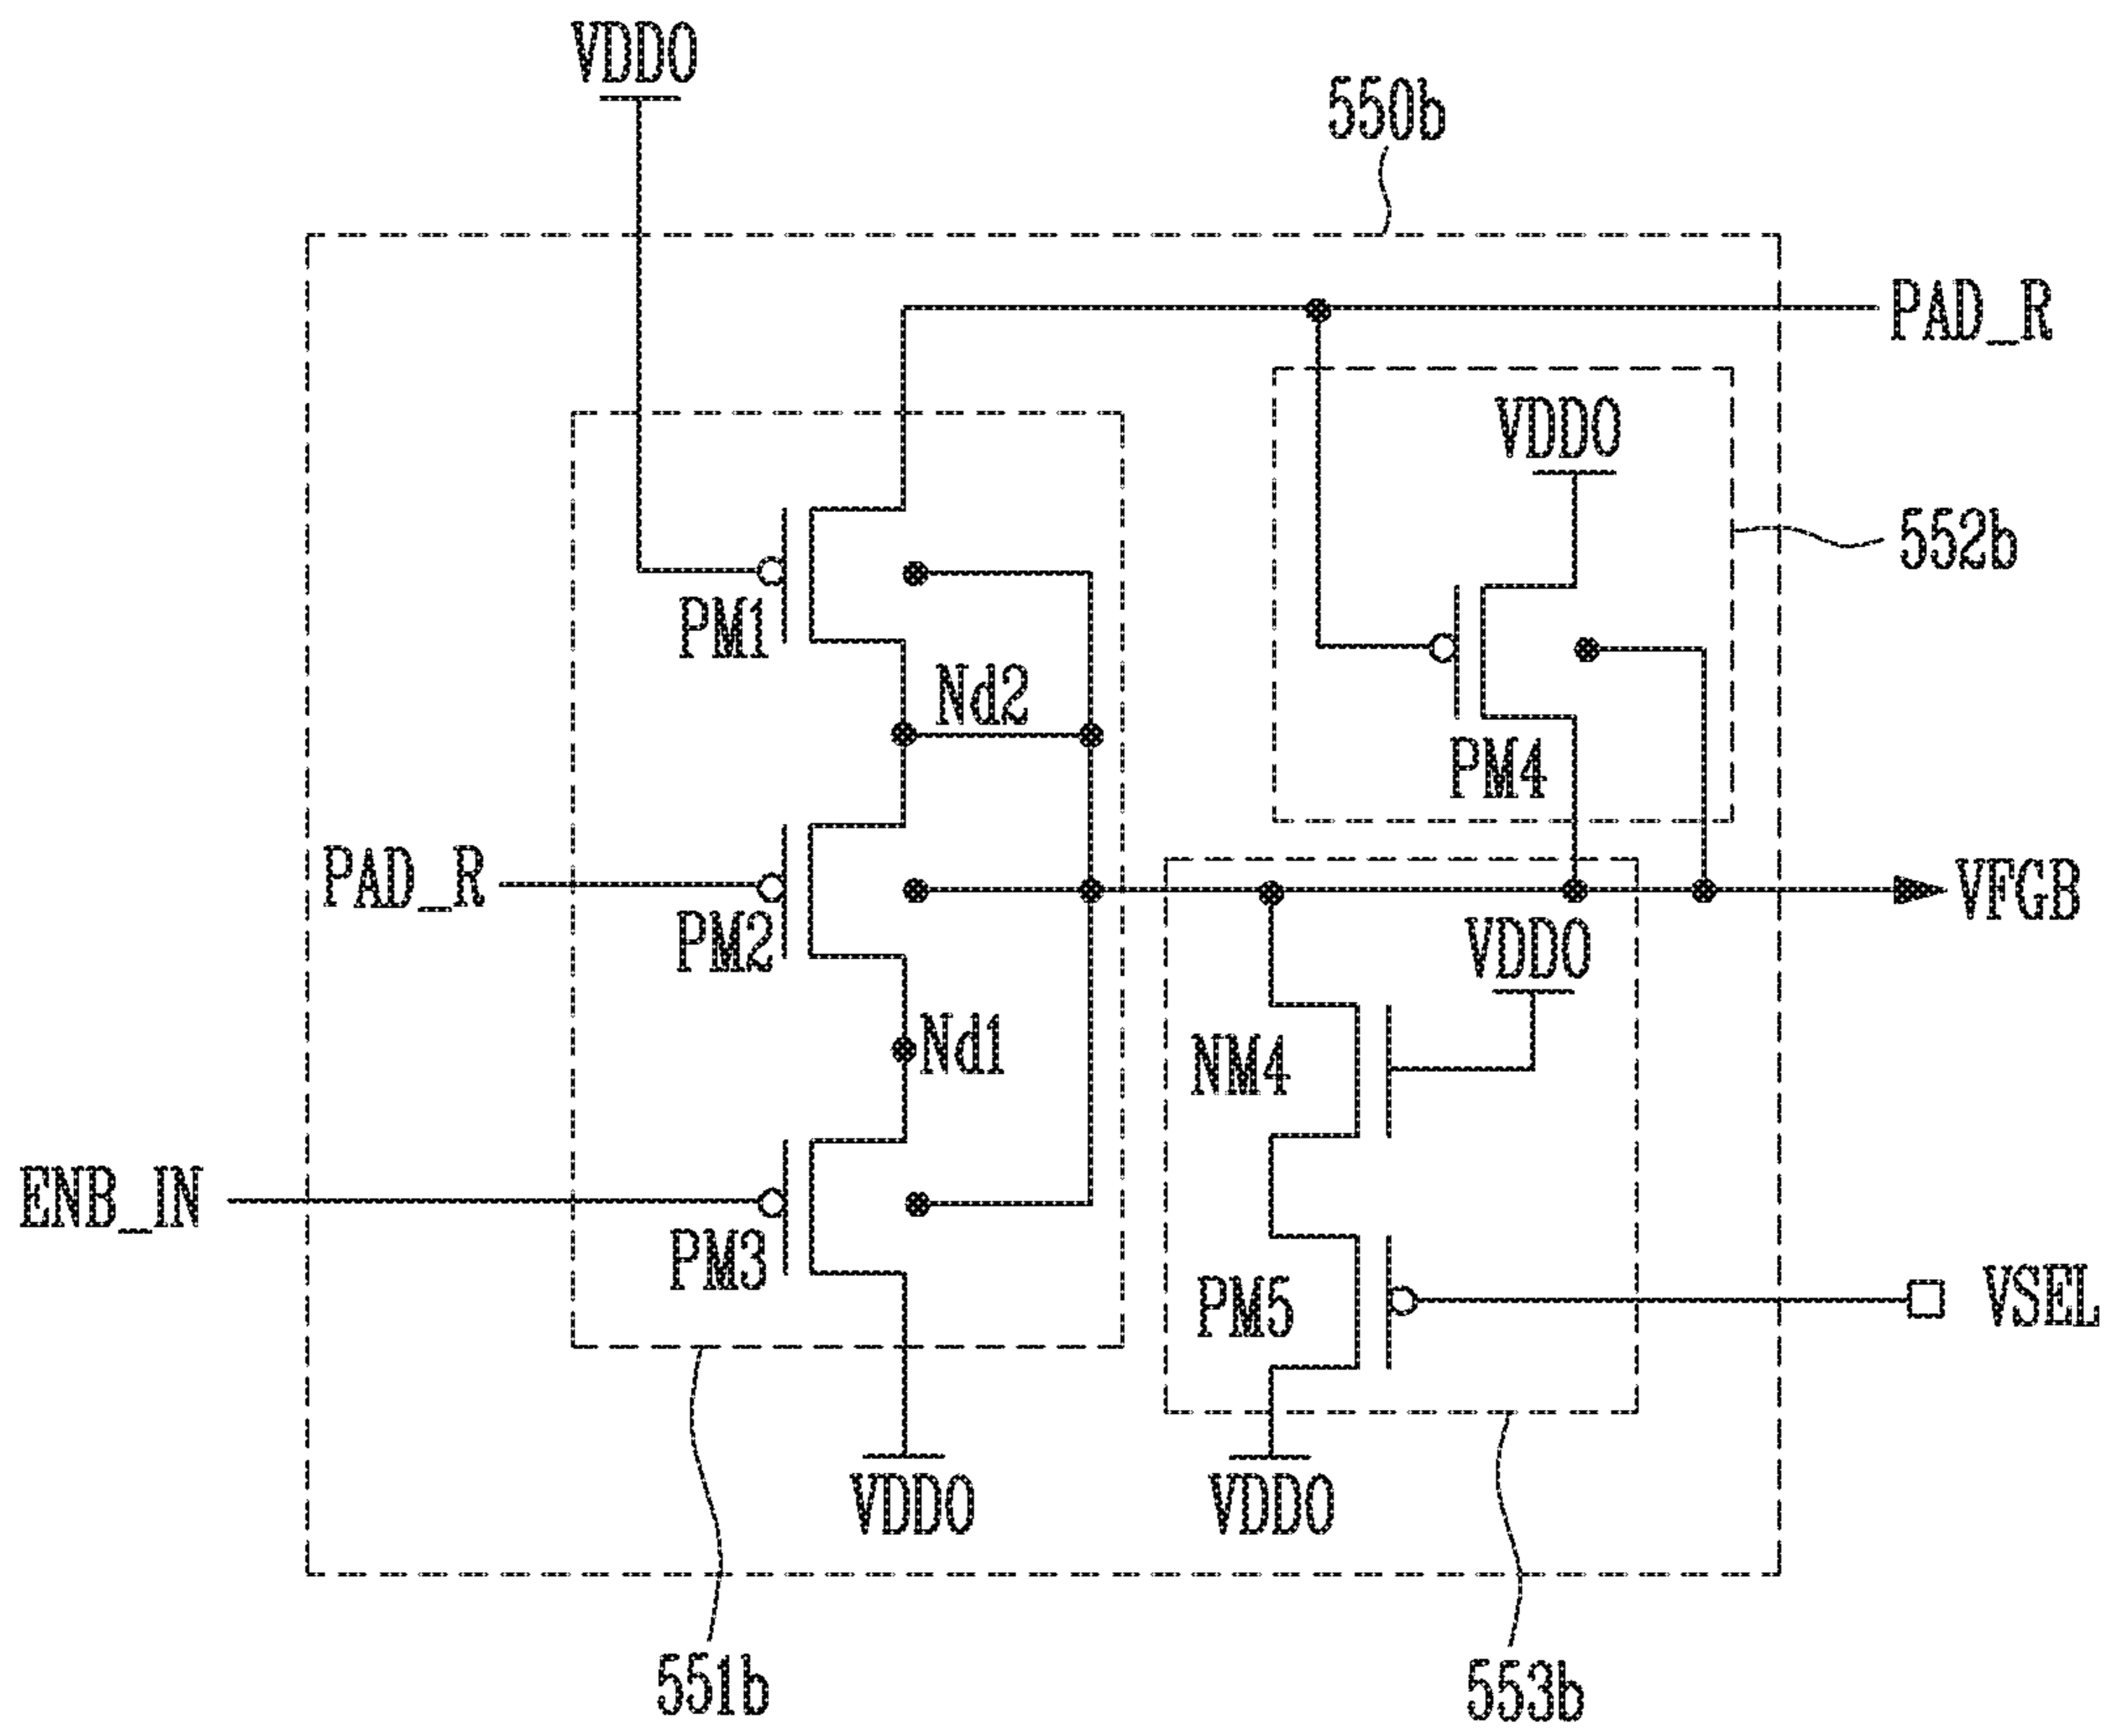 VDDO
550b
PAD_R
VDDO
552b
PM1
Nd2
PM4
PAD_R
PM2
VFGB
VDDO
Nd1
NM4
ENB_IN
PM3
PM5
VSEL
VDDO
VDDO
551b
553b